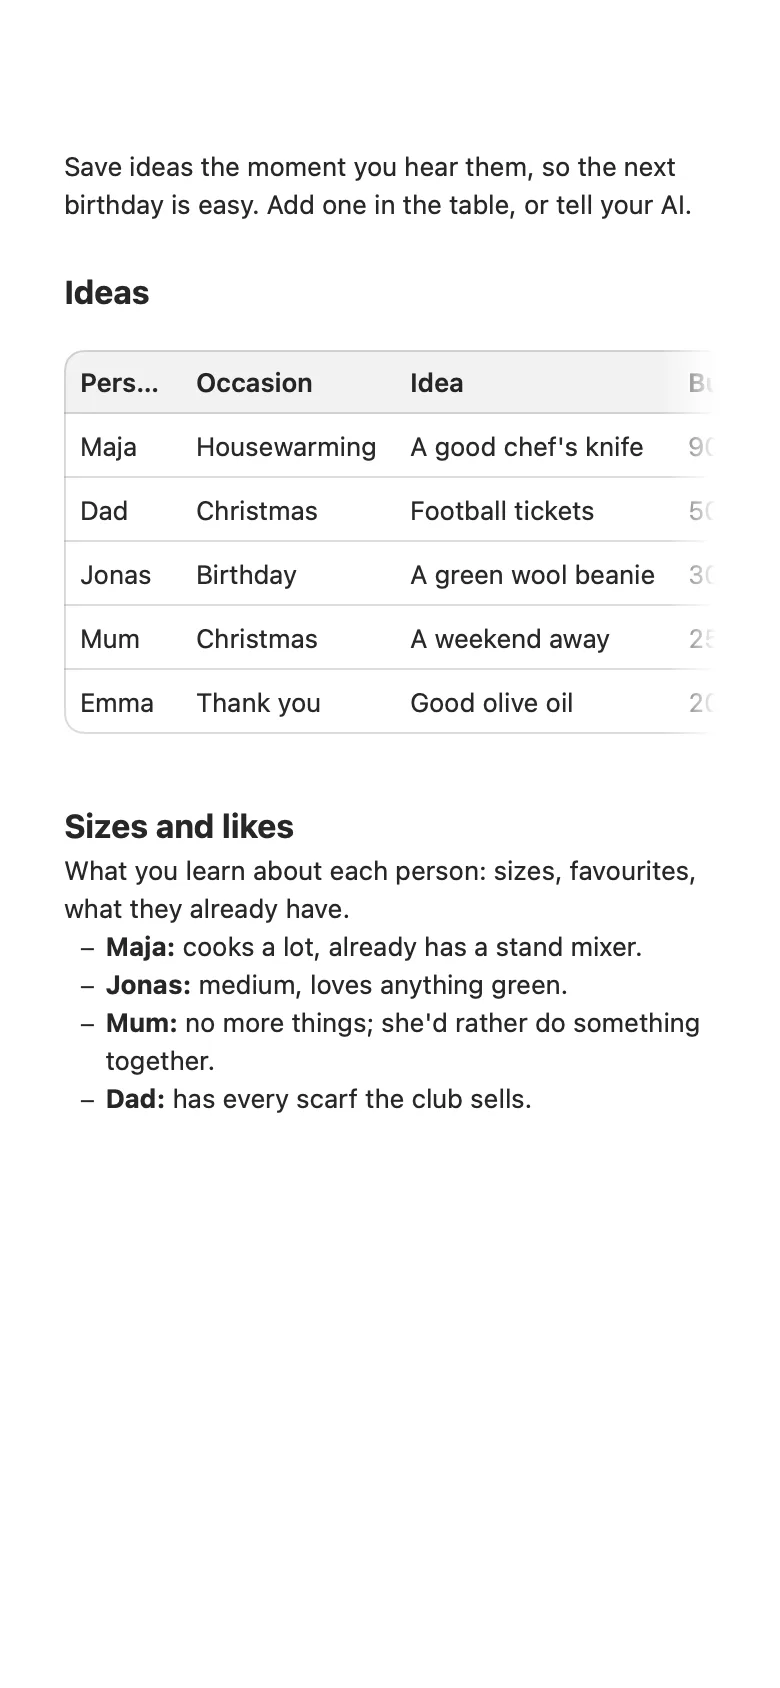 Save ideas the moment you hear them, so the next
birthday is easy. Add one in the table, or tell your AI.
Ideas
Pers... Occasion Idea
Maja Housewarming A good chef's knife
Dad Christmas Football tickets
Jonas Birthday A green wool beanie
Mum Christmas A weekend away
Emma Thank you Good olive oil
Sizes and likes
What you learn about each person: sizes, favourites,
what they already have.
– Maja: cooks a lot, already has a stand mixer.
– Jonas: medium, loves anything green.
– Mum: no more things; she'd rather do something
together.
– Dad: has every scarf the club sells.